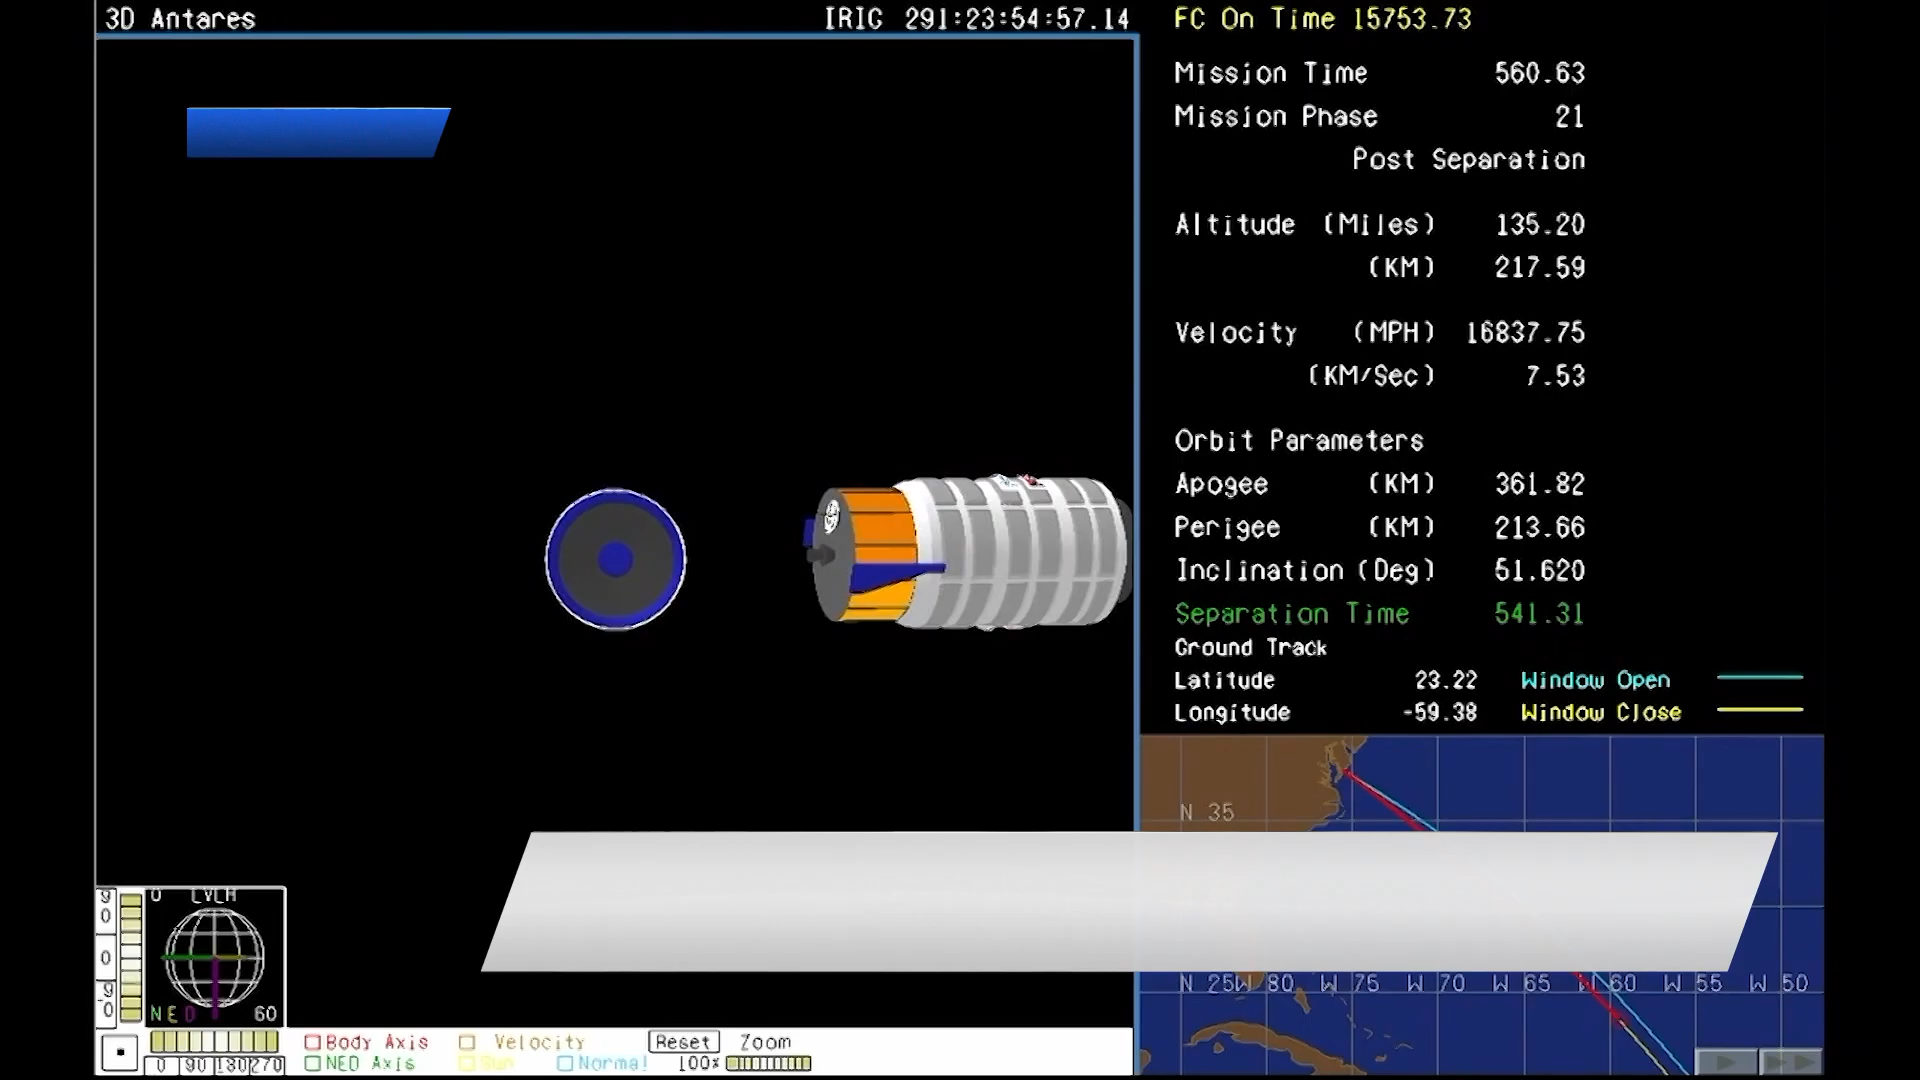 3D Antares IRIG 291:23:54:57.14
FC On Time 15753.73
Mission Time 560.63
Mission Phase 21
Post Separation
Altitude (Miles) 135.20
(KM) 217.59
Velocity (MPH) 16837.75
(KM/Sec) 7.53
Orbit Parameters
Apogee (KM) 361.82
Perigee (KM) 213.66
Inclination (Deg) 51.620
Separation Time 541.31
Ground Track
Latitude 23.22 Window Open
Longitude -59.38 Window Close
N 35
N 25 W 80 W 75 W 70 W 65 W 60 W 55 W 50
0 LVLH
90
0
-90
N E D 60
0 90 180 270
Body Axis Velocity Reset Zoom
NED Axis Sun Normal 100%